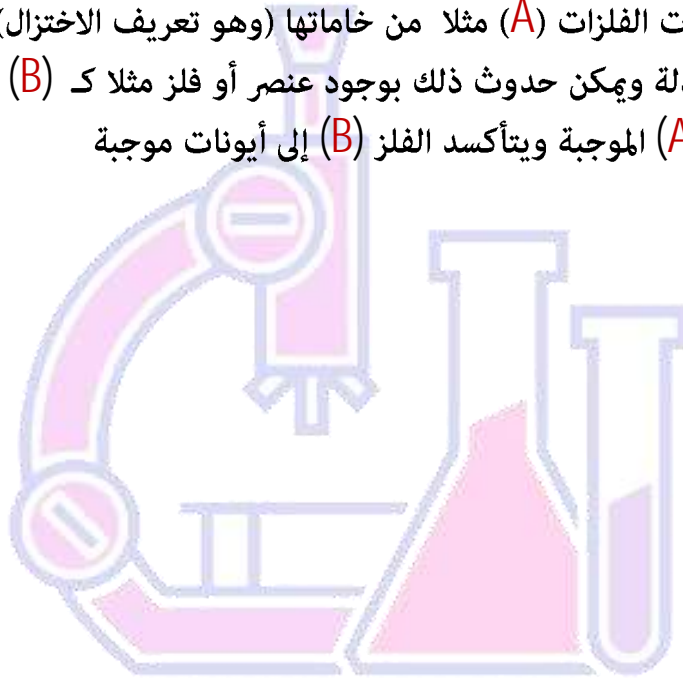 الفلزات (A) مثلا من خاماتها (وهو تعريف الاختزال)
ويمكن حدوث ذلك بوجود عنصر أو فلز مثلا كـ (B)
الموجبة ويتأكسد الفلز (B) إلى أيونات موجبة